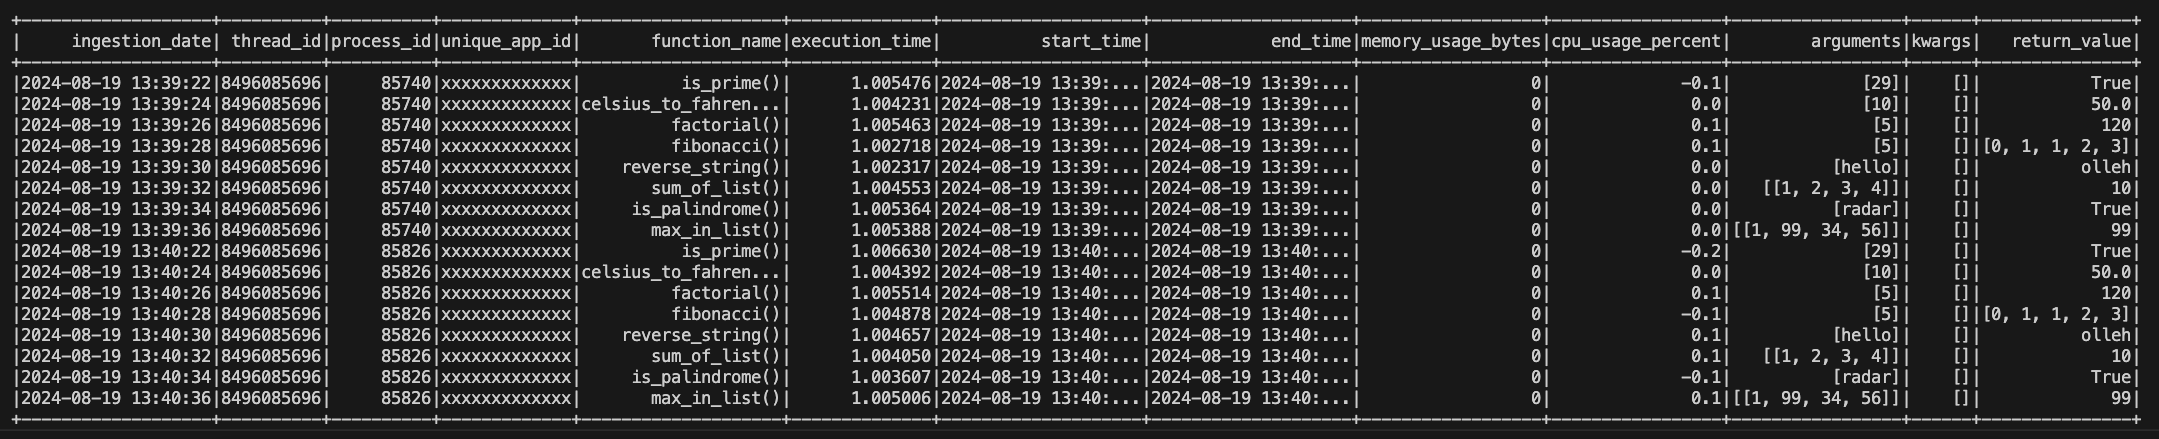 | ingestion_date| thread_id|process_id|unique_app_id| function_name|execution_time| start_time| end_time|memory_usage_bytes|cpu_usage_percent| arguments|kwargs| return_value|
|2024-08-19 13:39:22|8496085696| 85740|xxxxxxxxxxxxx| is_prime()| 1.005476|2024-08-19 13:39:...|2024-08-19 13:39:...| 0| -0.1| [29]| []| True|
|2024-08-19 13:39:24|8496085696| 85740|xxxxxxxxxxxxx|celsius_to_fahren...| 1.004231|2024-08-19 13:39:...|2024-08-19 13:39:...| 0| 0.0| [10]| []| 50.0|
|2024-08-19 13:39:26|8496085696| 85740|xxxxxxxxxxxxx| factorial()| 1.005463|2024-08-19 13:39:...|2024-08-19 13:39:...| 0| 0.1| [5]| []| 120|
|2024-08-19 13:39:28|8496085696| 85740|xxxxxxxxxxxxx| fibonacci()| 1.002718|2024-08-19 13:39:...|2024-08-19 13:39:...| 0| 0.1| [5]| []|[0, 1, 1, 2, 3]|
|2024-08-19 13:39:30|8496085696| 85740|xxxxxxxxxxxxx| reverse_string()| 1.002317|2024-08-19 13:39:...|2024-08-19 13:39:...| 0| 0.0| [hello]| []| olleh|
|2024-08-19 13:39:32|8496085696| 85740|xxxxxxxxxxxxx| sum_of_list()| 1.004553|2024-08-19 13:39:...|2024-08-19 13:39:...| 0| 0.0| [[1, 2, 3, 4]]| []| 10|
|2024-08-19 13:39:34|8496085696| 85740|xxxxxxxxxxxxx| is_palindrome()| 1.005364|2024-08-19 13:39:...|2024-08-19 13:39:...| 0| 0.0| [radar]| []| True|
|2024-08-19 13:39:36|8496085696| 85740|xxxxxxxxxxxxx| max_in_list()| 1.005388|2024-08-19 13:39:...|2024-08-19 13:39:...| 0| 0.0|[[1, 99, 34, 56]]| []| 99|
|2024-08-19 13:40:22|8496085696| 85826|xxxxxxxxxxxxx| is_prime()| 1.006630|2024-08-19 13:40:...|2024-08-19 13:40:...| 0| -0.2| [29]| []| True|
|2024-08-19 13:40:24|8496085696| 85826|xxxxxxxxxxxxx|celsius_to_fahren...| 1.004392|2024-08-19 13:40:...|2024-08-19 13:40:...| 0| 0.0| [10]| []| 50.0|
|2024-08-19 13:40:26|8496085696| 85826|xxxxxxxxxxxxx| factorial()| 1.005514|2024-08-19 13:40:...|2024-08-19 13:40:...| 0| 0.1| [5]| []| 120|
|2024-08-19 13:40:28|8496085696| 85826|xxxxxxxxxxxxx| fibonacci()| 1.004878|2024-08-19 13:40:...|2024-08-19 13:40:...| 0| -0.1| [5]| []|[0, 1, 1, 2, 3]|
|2024-08-19 13:40:30|8496085696| 85826|xxxxxxxxxxxxx| reverse_string()| 1.004657|2024-08-19 13:40:...|2024-08-19 13:40:...| 0| 0.1| [hello]| []| olleh|
|2024-08-19 13:40:32|8496085696| 85826|xxxxxxxxxxxxx| sum_of_list()| 1.004050|2024-08-19 13:40:...|2024-08-19 13:40:...| 0| 0.1| [[1, 2, 3, 4]]| []| 10|
|2024-08-19 13:40:34|8496085696| 85826|xxxxxxxxxxxxx| is_palindrome()| 1.003607|2024-08-19 13:40:...|2024-08-19 13:40:...| 0| -0.1| [radar]| []| True|
|2024-08-19 13:40:36|8496085696| 85826|xxxxxxxxxxxxx| max_in_list()| 1.005006|2024-08-19 13:40:...|2024-08-19 13:40:...| 0| 0.1|[[1, 99, 34, 56]]| []| 99|